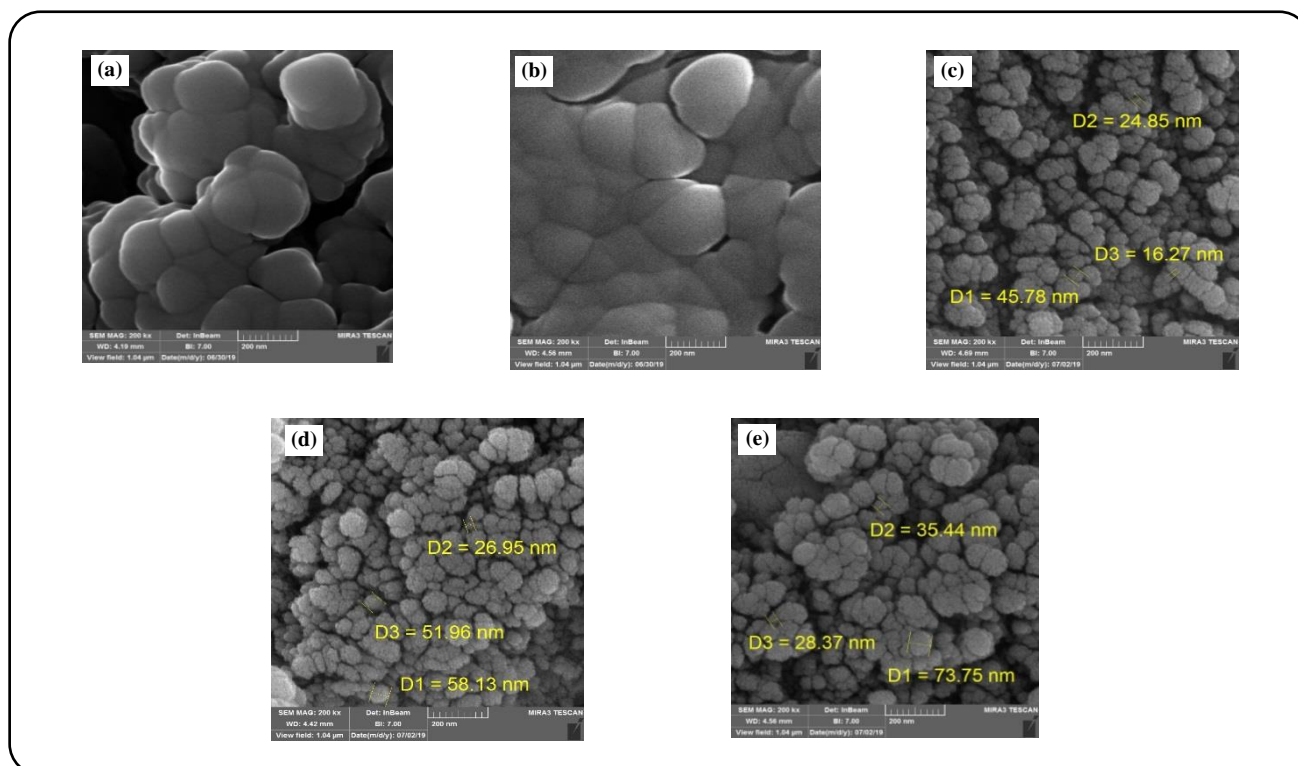 (a)
SEM MAG: 200 kx Det: InBeam MIRA3 TESCAN
WD: 4.19 mm BI: 7.00 200 nm
View field: 1.04 µm Date(m/d/y): 06/30/19
(b)
SEM MAG: 200 kx Det: InBeam MIRA3 TESCAN
WD: 4.56 mm BI: 7.00 200 nm
View field: 1.04 µm Date(m/d/y): 06/30/19
(c)
D2 = 24.85 nm
D3 = 16.27 nm
D1 = 45.78 nm
SEM MAG: 200 kx Det: InBeam MIRA3 TESCAN
WD: 4.69 mm BI: 7.00 200 nm
View field: 1.04 µm Date(m/d/y): 07/02/19
(d)
D2 = 26.95 nm
D3 = 51.96 nm
D1 = 58.13 nm
SEM MAG: 200 kx Det: InBeam MIRA3 TESCAN
WD: 4.42 mm BI: 7.00 200 nm
View field: 1.04 µm Date(m/d/y): 07/02/19
(e)
D2 = 35.44 nm
D3 = 28.37 nm
D1 = 73.75 nm
SEM MAG: 200 kx Det: InBeam MIRA3 TESCAN
WD: 4.56 mm BI: 7.00 200 nm
View field: 1.04 µm Date(m/d/y): 07/02/19